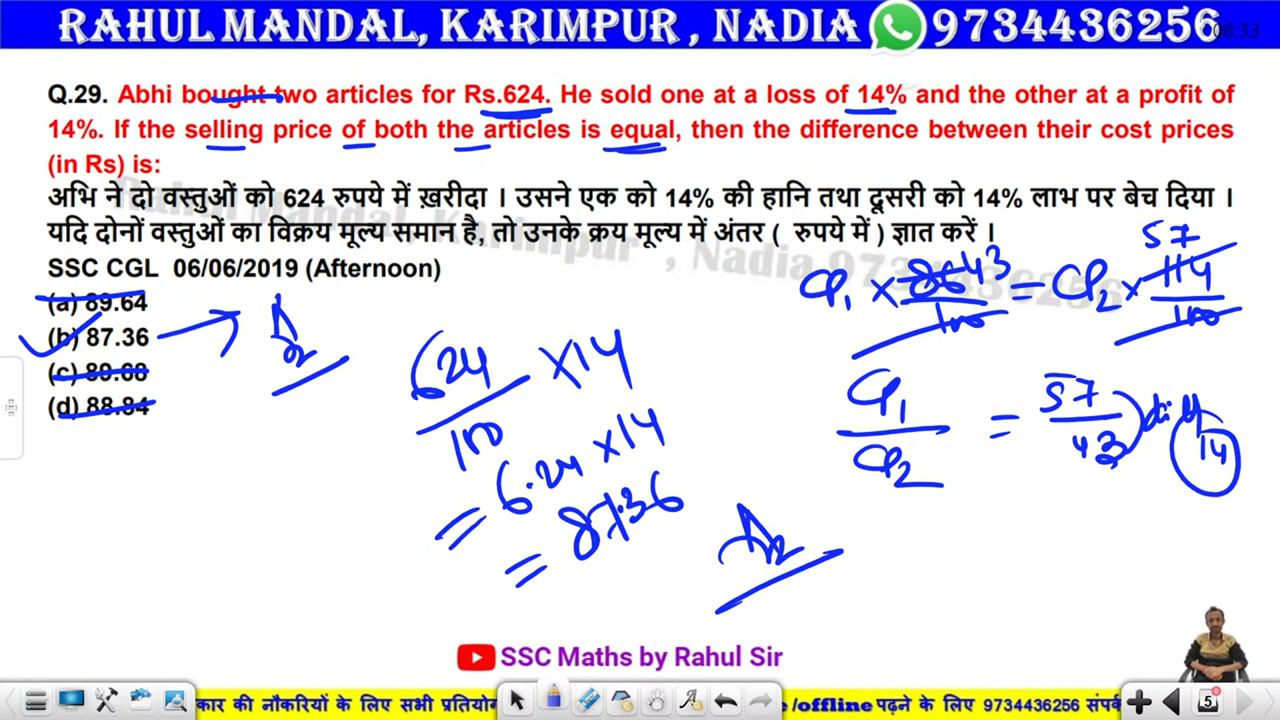 RAHUL MANDAL, KARIMPUR , NADIA 9734436256
08:33
Q.29. Abhi bought two articles for Rs.624. He sold one at a loss of 14% and the other at a profit of
14%. If the selling price of both the articles is equal, then the difference between their cost prices
(in Rs) is:
अभि ने दो वस्तुओं को 624 रुपये में ख़रीदा । उसने एक को 14% की हानि तथा दूसरी को 14% लाभ पर बेच दिया ।
यदि दोनों वस्तुओं का विक्रय मूल्य समान है, तो उनके क्रय मूल्य में अंतर ( रुपये में ) ज्ञात करें ।
SSC CGL 06/06/2019 (Afternoon)
(a) 89.64
(b) 87.36
(c) 89.68
(d) 88.84
CP1 × 86 43 / 100 = CP2 × 57 114 / 100
CP1 / CP2 = 57 / 43 diff 14
624 / 100 × 14
= 6.24 × 14
= 87.36
SSC Maths by Rahul Sir
कार की नौकरियों के लिए सभी प्रतियोग
/offline पढ़ने के लिए 9734436256 संपर्क
5